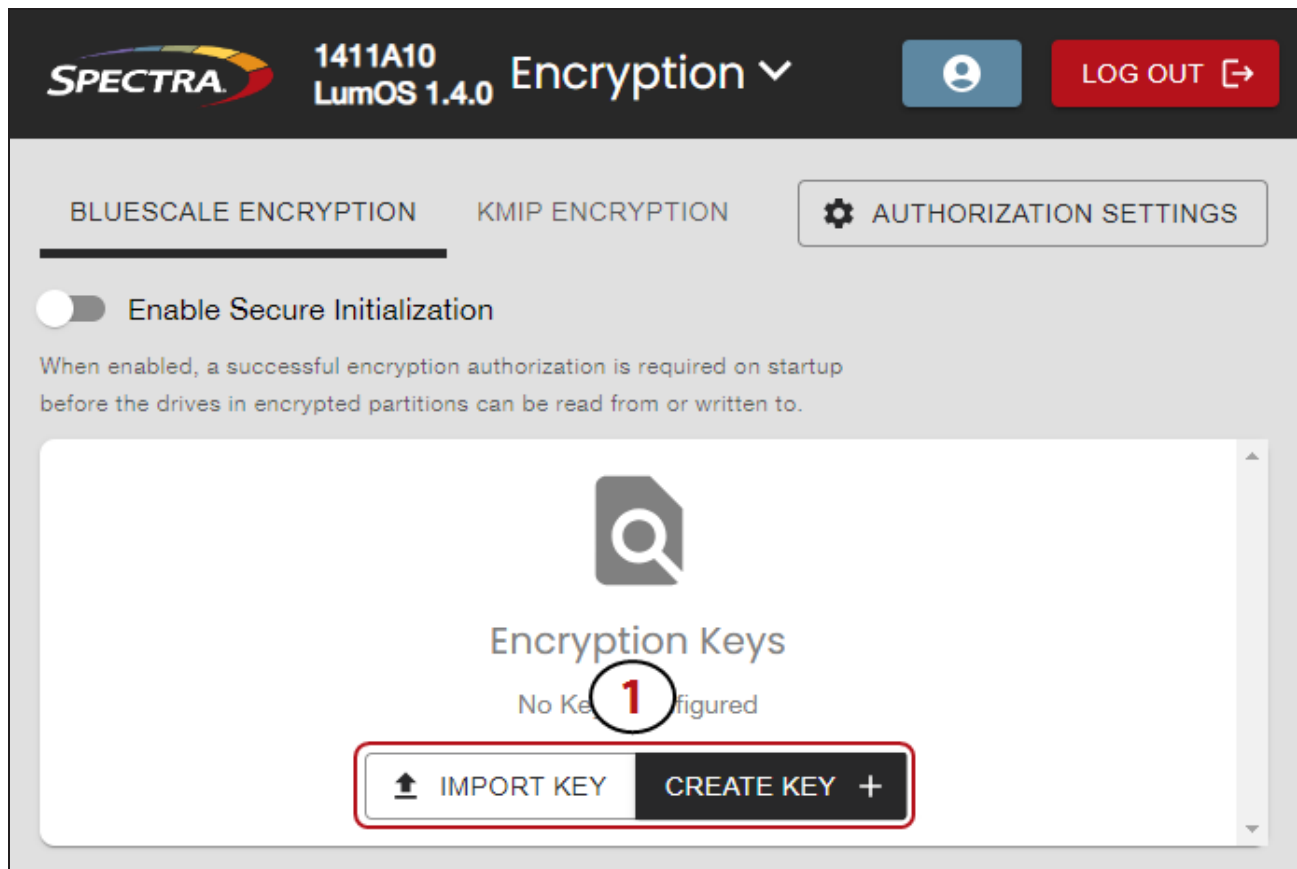 SPECTRA.
1411A10
LumOS 1.4.0
Encryption
LOG OUT
BLUESCALE ENCRYPTION
KMIP ENCRYPTION
AUTHORIZATION SETTINGS
Enable Secure Initialization
When enabled, a successful encryption authorization is required on startup
before the drives in encrypted partitions can be read from or written to.
Encryption Keys
No
1
IMPORT KEY
CREATE KEY +